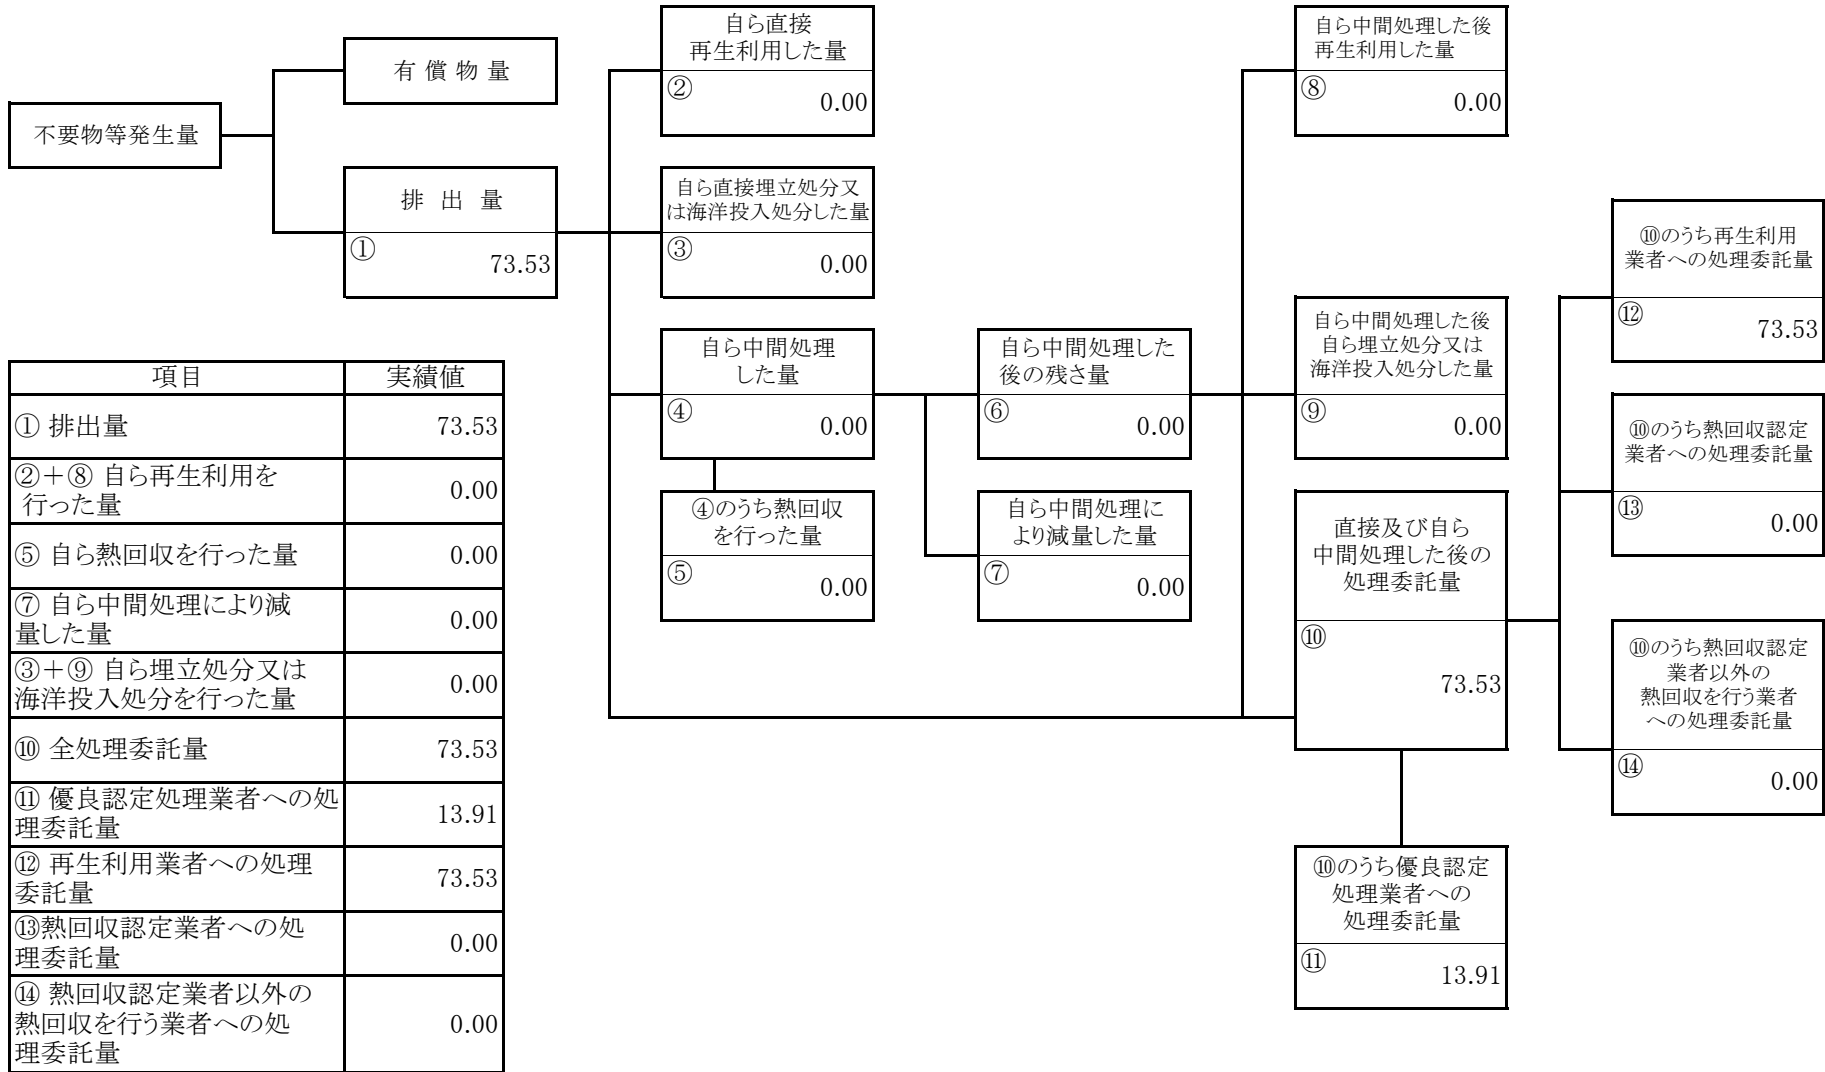 不要物等発生量
有 償 物 量
排 出 量
①
73.53
自ら直接
再生利用した量
②
0.00
自ら直接埋立処分又
は海洋投入処分した量
③
0.00
自ら中間処理
した量
④
0.00
④のうち熱回収
を行った量
⑤
0.00
自ら中間処理した
後の残さ量
⑥
0.00
自ら中間処理に
より減量した量
⑦
0.00
自ら中間処理した後
再生利用した量
⑧
0.00
自ら中間処理した後
自ら埋立処分又は
海洋投入処分した量
⑨
0.00
直接及び自ら
中間処理した後の
処理委託量
⑩
73.53
⑩のうち優良認定
処理業者への
処理委託量
⑪
13.91
⑩のうち再生利用
業者への処理委託量
⑫
73.53
⑩のうち熱回収認定
業者への処理委託量
⑬
0.00
⑩のうち熱回収認定
業者以外の
熱回収を行う業者
への処理委託量
⑭
0.00
項目 実績値
① 排出量 73.53
②+⑧ 自ら再生利用を
行った量 0.00
⑤ 自ら熱回収を行った量 0.00
⑦ 自ら中間処理により減
量した量 0.00
③+⑨ 自ら埋立処分又は
海洋投入処分を行った量 0.00
⑩ 全処理委託量 73.53
⑪ 優良認定処理業者への処
理委託量 13.91
⑫ 再生利用業者への処理
委託量 73.53
⑬熱回収認定業者への処
理委託量 0.00
⑭ 熱回収認定業者以外の
熱回収を行う業者への処
理委託量 0.00